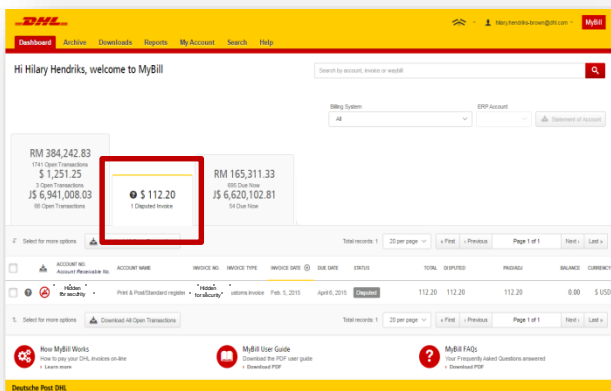 DHL
hilary.hendriks-brown@dhl.com
MyBill
Dashboard Archive Downloads Reports My Account Search Help
Hi Hilary Hendriks, welcome to MyBill
Search by account, invoice or waybill
Billing System:
ERP Account
All
Statement of Account
RM 384,242.83
1741 Open Transactions
$ 1,251.25
3 Open Transactions
J$ 6,941,008.03
65 Open Transactions
$ 112.20
1 Disputed Invoice
RM 165,311.33
695 Due Now
J$ 6,620,102.81
54 Due Now
Select for more options
Total records: 1 20 per page « First ‹ Previous Page 1 of 1 Next › Last »
ACCOUNT NO.
Account Receivable No.
ACCOUNT NAME INVOICE NO. INVOICE TYPE INVOICE DATE DUE DATE STATUS TOTAL DISPUTED PAID/ADJ BALANCE CURRENCY
Hidden
for security
Print & Post/Standard register
Hidden
for security
ustoms invoice Feb. 5, 2015 April 6, 2015 Disputed 112.20 112.20 112.20 0.00 $ USD
Select for more options Download All Open Transactions Total records: 1 20 per page « First ‹ Previous Page 1 of 1 Next › Last »
How MyBill Works
How to pay your DHL invoices on-line
› Learn more
MyBill User Guide
Download the PDF user guide
› Download PDF
MyBill FAQs
Your Frequently Asked Questions answered
› Download PDF
Deutsche Post DHL